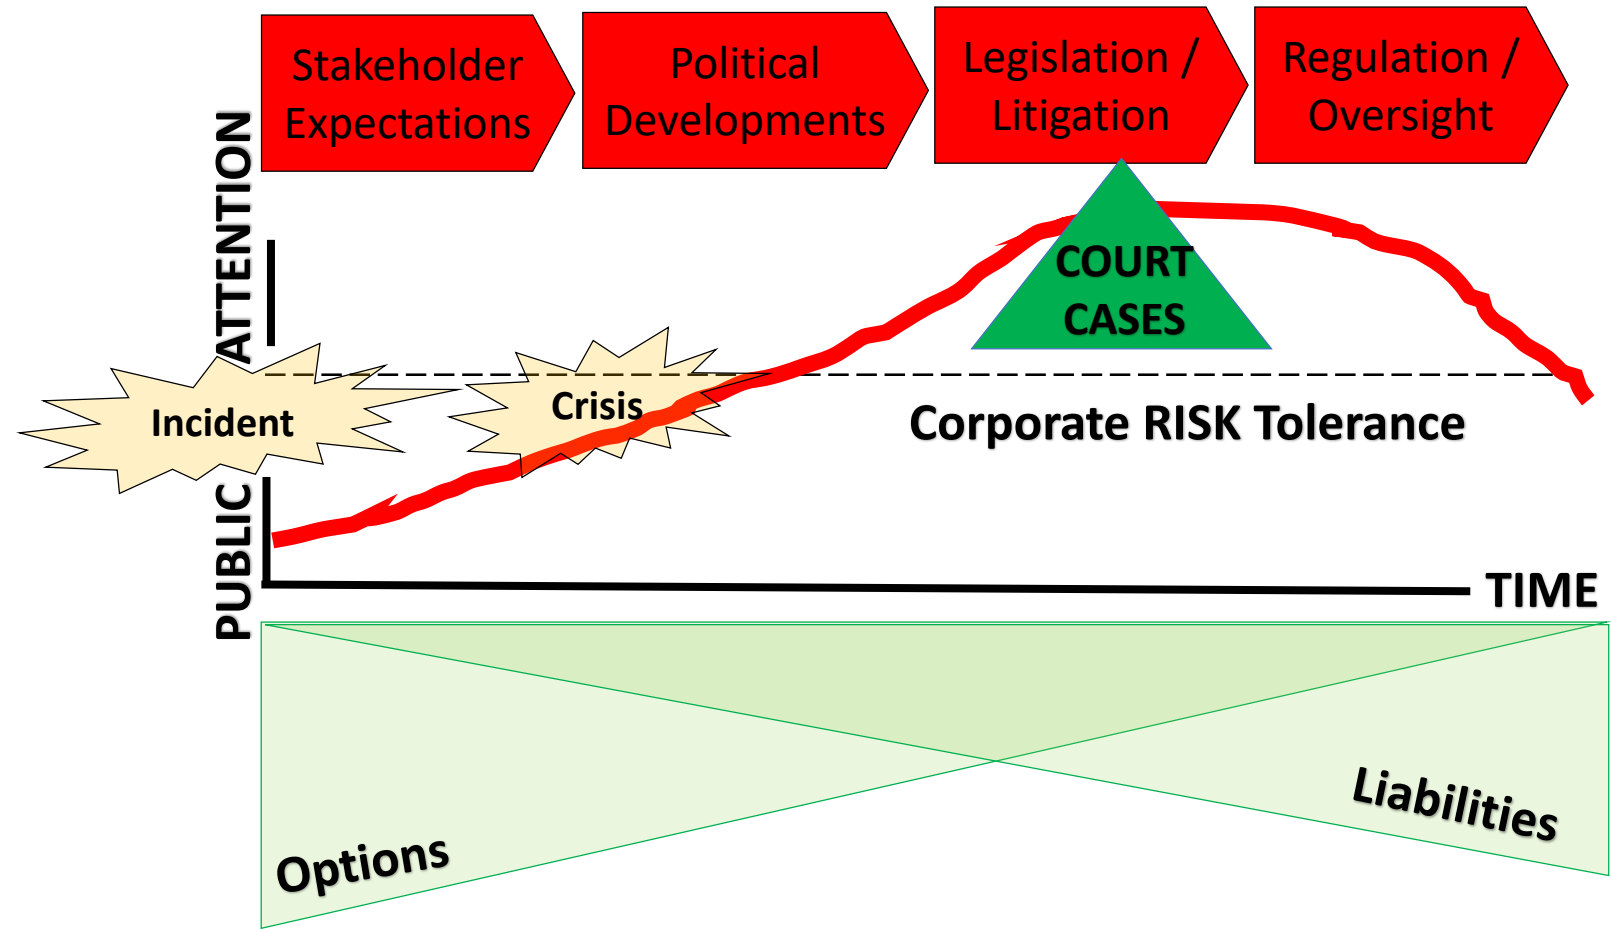 Stakeholder
Expectations
Political
Developments
Legislation /
Litigation
Regulation /
Oversight
PUBLIC ATTENTION
COURT
CASES
Incident
Crisis
Corporate RISK Tolerance
TIME
Options
Liabilities